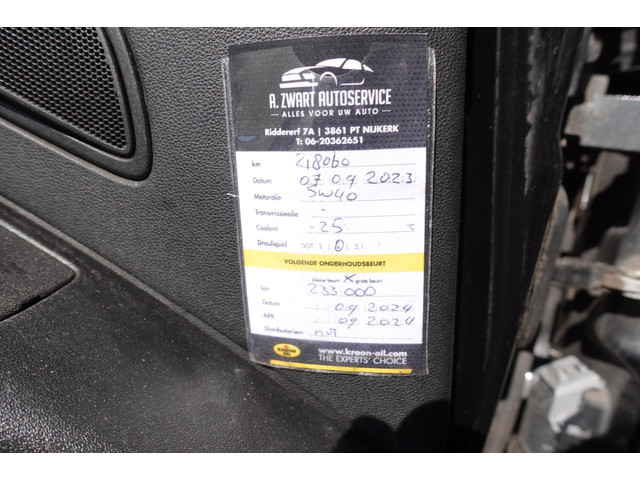 A. ZWART AUTOSERVICE
ALLES VOOR UW AUTO
Riddererf 7A | 3861 PT NIJKERK
T: 06-20362651
km 218060
Datum 07 09 2023
Motorolie 5W40
Transmissieolie -
Coolant -25 °C
Drauliquid DOT 3 | 4 | 5.1
VOLGENDE ONDERHOUDSBEURT
kleine beurt X grote beurt
km 233.000
Datum 09 2024
APK 09 2024
Distributieriem nvt
www.kroon-oil.com
THE EXPERTS' CHOICE